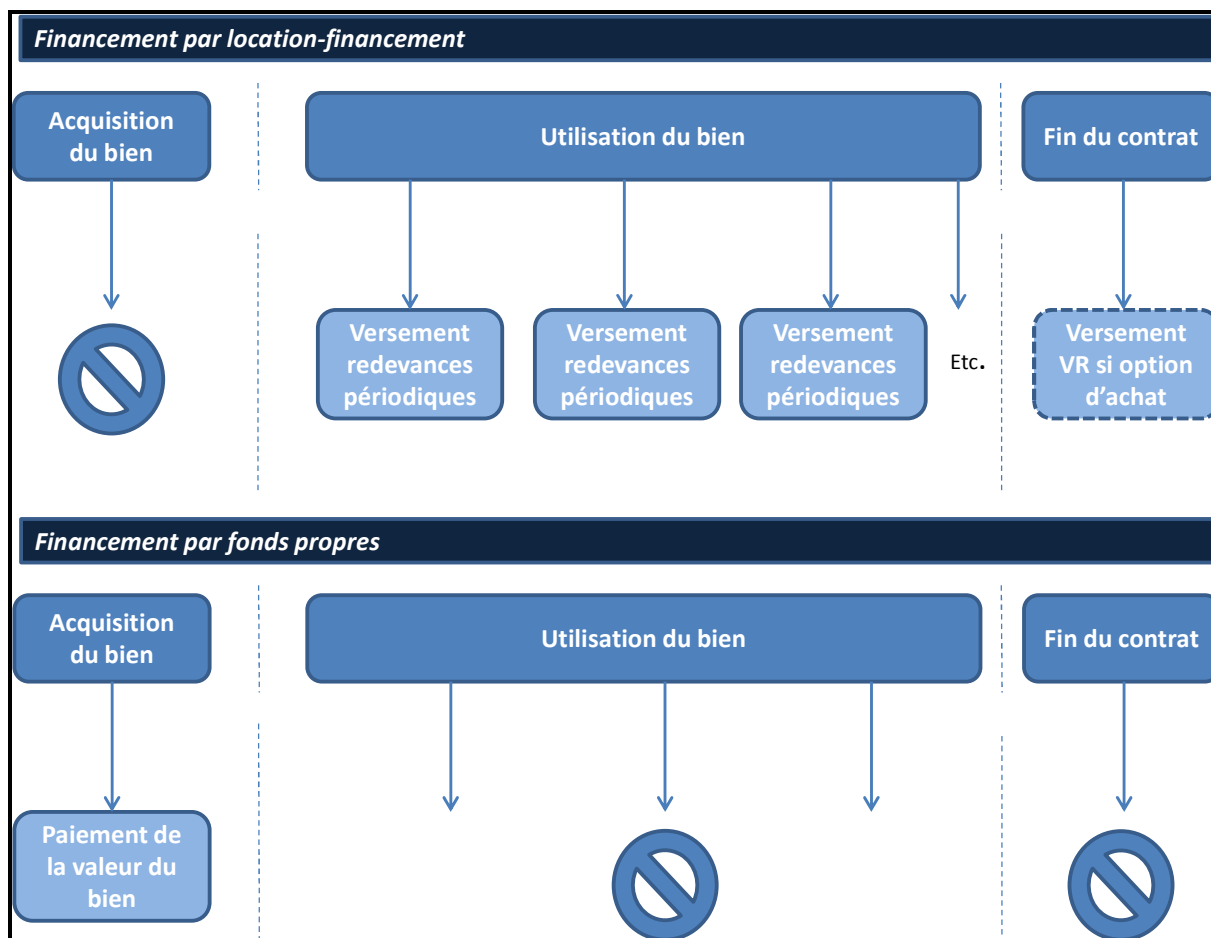 Financement par location-financement
Acquisition
du bien
Utilisation du bien
Fin du contrat
Versement
redevances
périodiques
Versement
redevances
périodiques
Versement
redevances
périodiques
Etc.
Versement
VR si option
d'achat
Financement par fonds propres
Acquisition
du bien
Utilisation du bien
Fin du contrat
Paiement de
la valeur du
bien